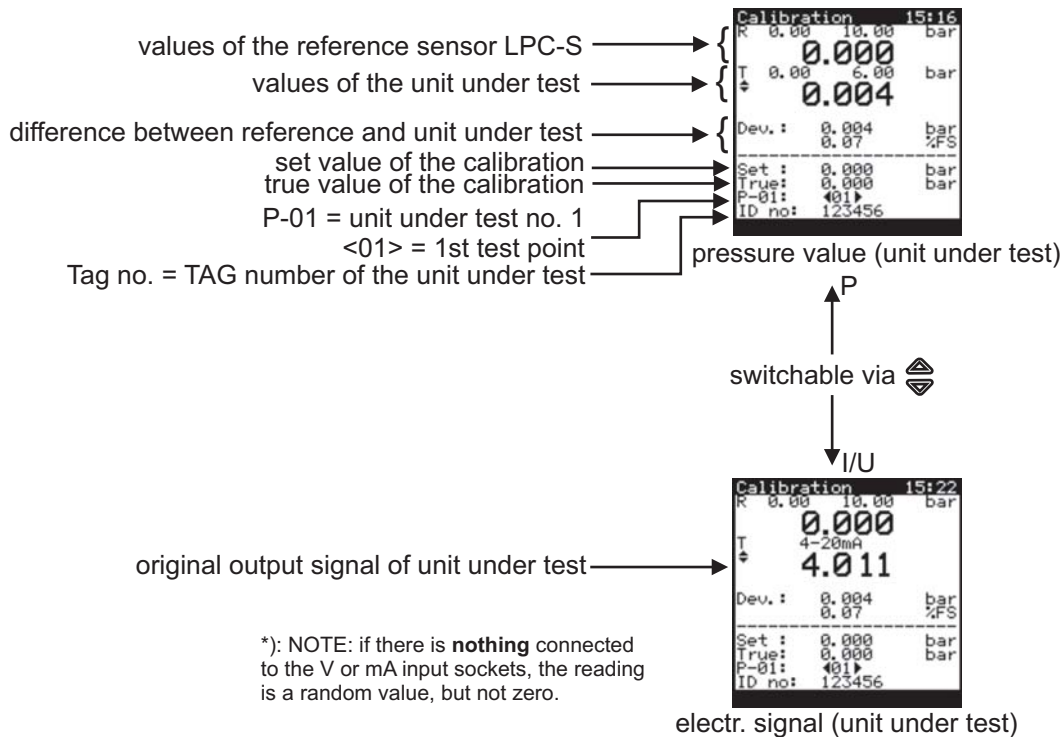 values of the reference sensor LPC-S
values of the unit under test
difference between reference and unit under test
set value of the calibration
true value of the calibration
P-01 = unit under test no. 1
<01> = 1st test point
Tag no. = TAG number of the unit under test
Calibration 15:16
R 0.00 10.00 bar
0.000
T 0.00 6.00 bar
0.004
Dev.: 0.004 bar
0.07 %FS
Set : 0.000 bar
True: 0.000 bar
P-01: ◀01▶
ID no: 123456
pressure value (unit under test)
P
switchable via
I/U
original output signal of unit under test
*): NOTE: if there is nothing connected
to the V or mA input sockets, the reading
is a random value, but not zero.
Calibration 15:22
R 0.00 10.00 bar
0.000
T 4-20mA
4.011
Dev.: 0.004 bar
0.07 %FS
Set : 0.000 bar
True: 0.000 bar
P-01: ◀01▶
ID no: 123456
electr. signal (unit under test)